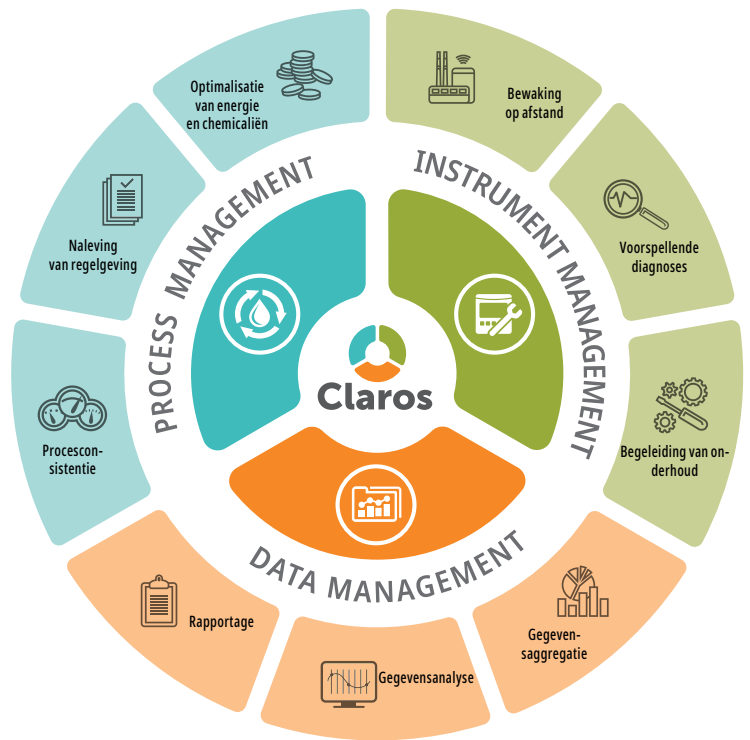 Optimalisatie
van energie
en chemicaliën
Bewaking
op afstand
Naleving
van regelgeving
Voorspellende
diagnoses
Procescon-
sistentie
Begeleiding van on-
derhoud
Rapportage
Gegevensanalyse
Gegeven-
saggregatie
PROCESS MANAGEMENT
INSTRUMENT MANAGEMENT
DATA MANAGEMENT
Claros